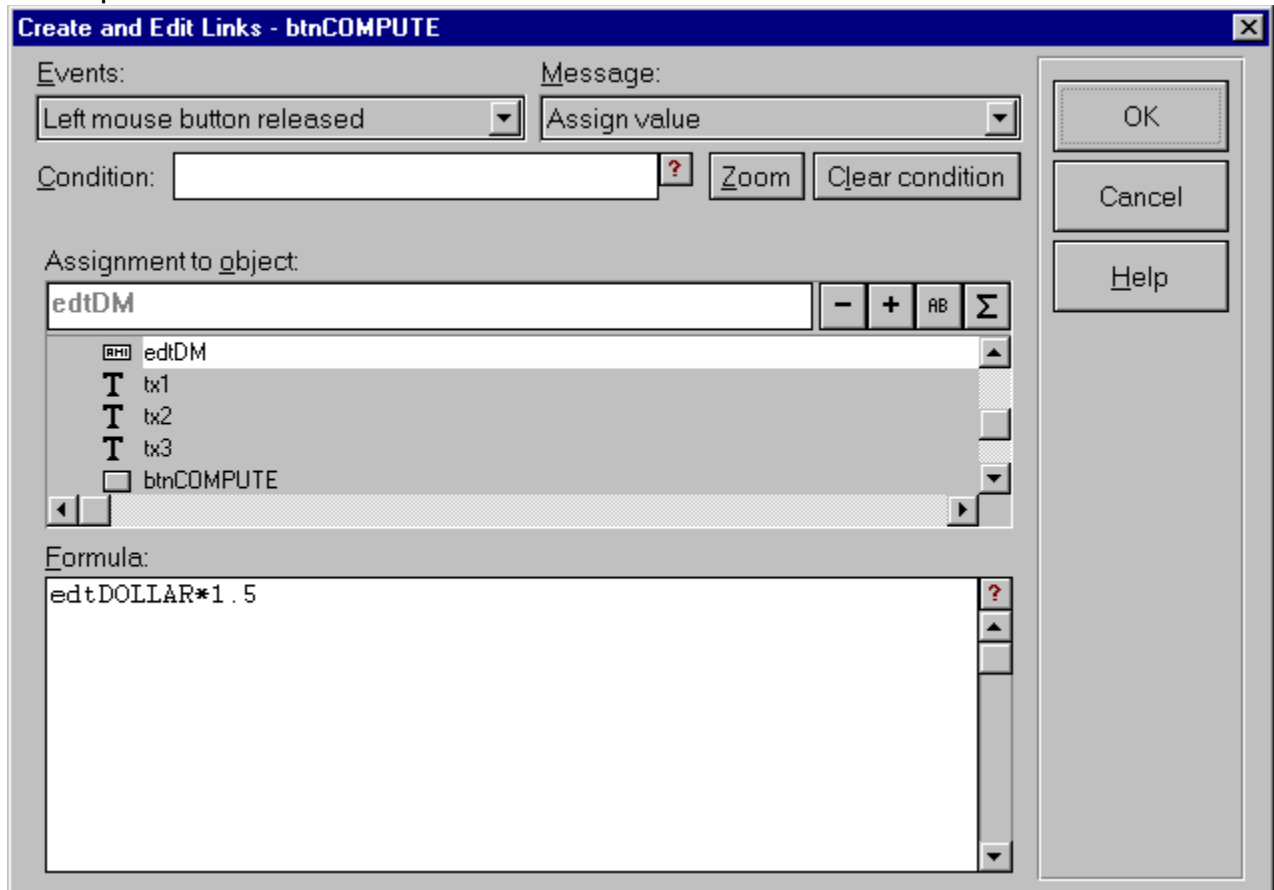 Create and Edit Links - btnCOMPUTE
Events:
Message:
Left mouse button released
Assign value
OK
Condition:
?
Zoom
Clear condition
Cancel
Assignment to object:
Help
edtDM
- + AB Σ
edtDM
T tx1
T tx2
T tx3
btnCOMPUTE
Formula:
edtDOLLAR*1.5
?